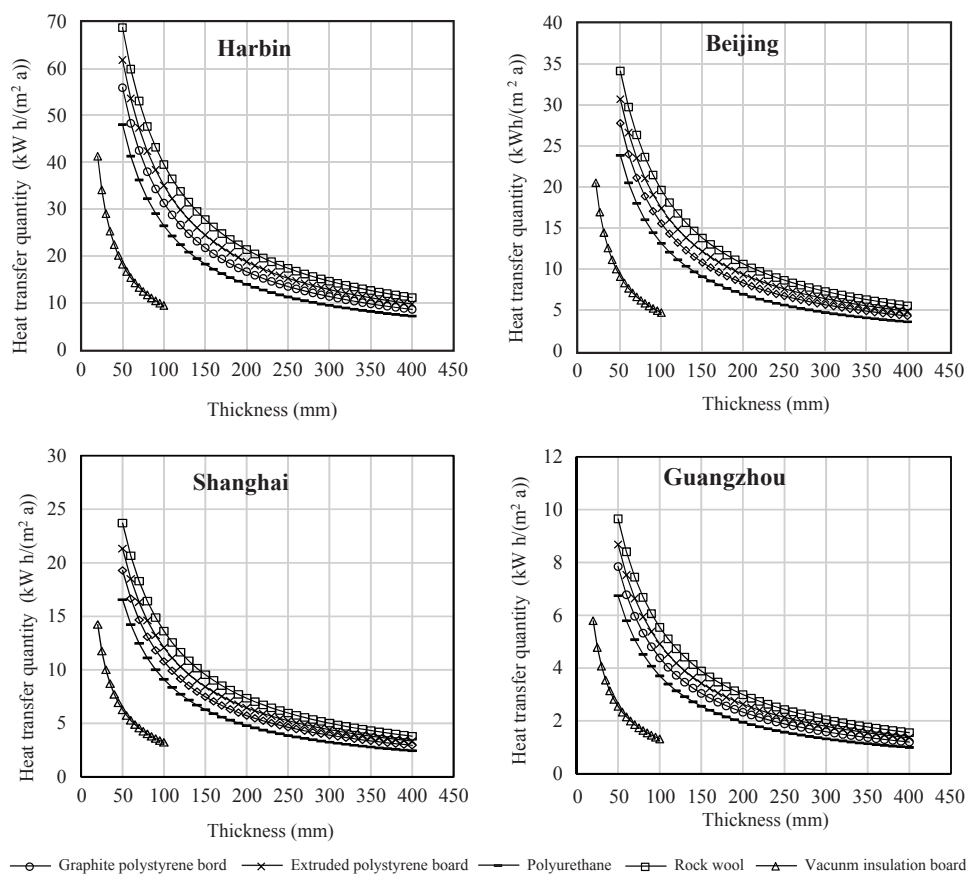 Harbin
Heat transfer quantity (kW h/(m² a))
70
60
50
40
30
20
10
0
0 50 100 150 200 250 300 350 400 450
Thickness (mm)
Beijing
Heat transfer quantity (kWh/(m² a))
40
35
30
25
20
15
10
5
0
0 50 100 150 200 250 300 350 400 450
Thickness (mm)
Shanghai
Heat transfer quantity (kW h/(m² a))
30
25
20
15
10
5
0
0 50 100 150 200 250 300 350 400 450
Thickness (mm)
Guangzhou
Heat transfer quantity (kW h/(m² a))
12
10
8
6
4
2
0
0 50 100 150 200 250 300 350 400 450
Thickness (mm)
Graphite polystyrene bord Extruded polystyrene board Polyurethane Rock wool Vacunm insulation board